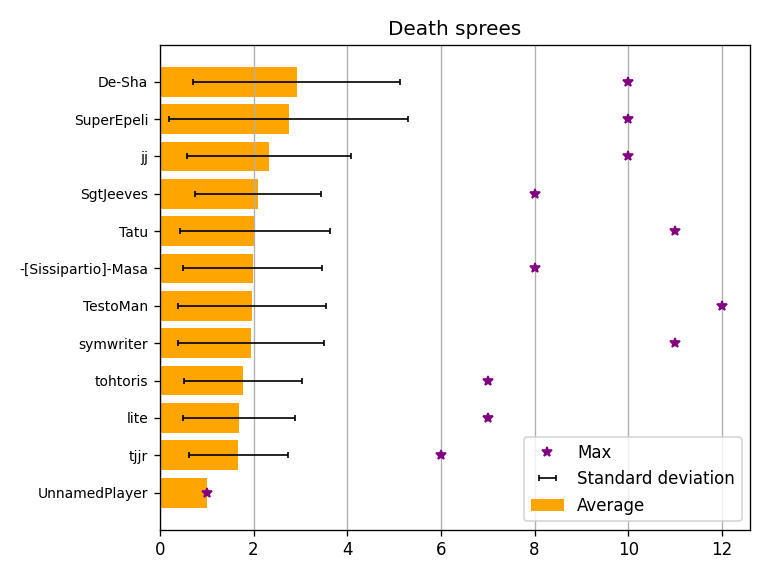 Death sprees
De-Sha
SuperEpeli
jj
SgtJeeves
Tatu
-[Sissipartio]-Masa
TestoMan
symwriter
tohtoris
lite
tjjr
UnnamedPlayer
Max
Standard deviation
Average
0 2 4 6 8 10 12